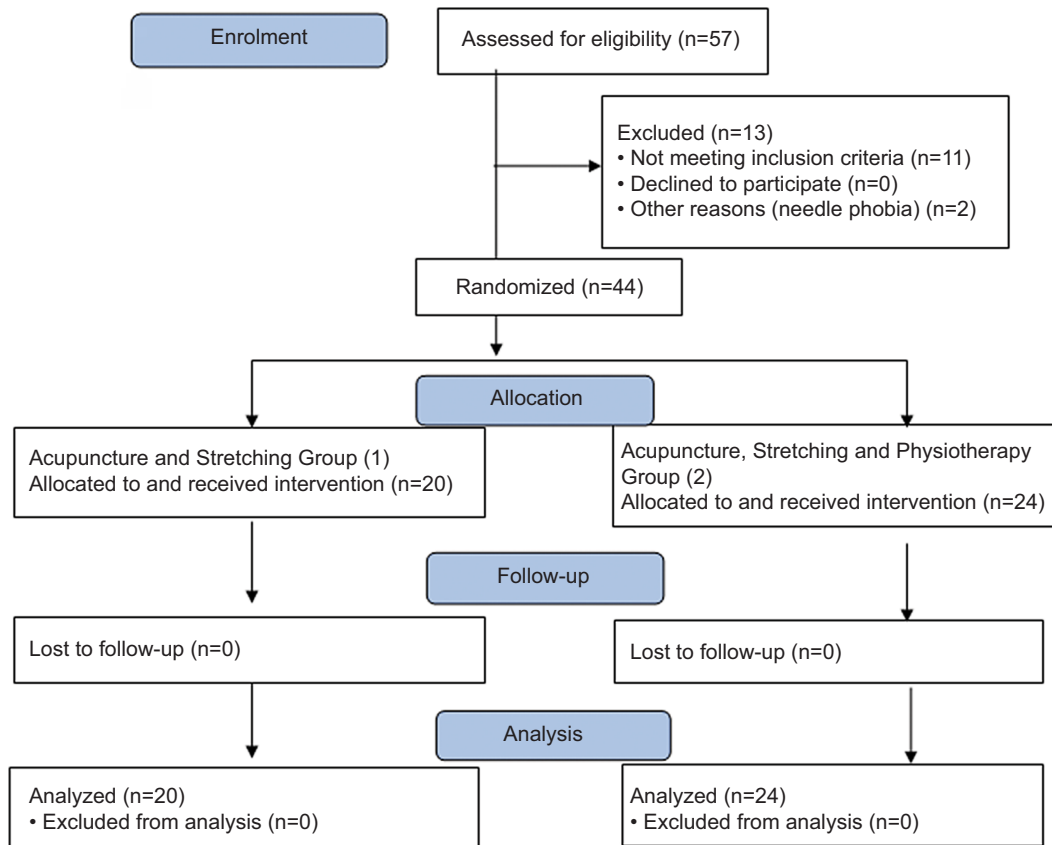 Enrolment
Assessed for eligibility (n=57)
Excluded (n=13)
• Not meeting inclusion criteria (n=11)
• Declined to participate (n=0)
• Other reasons (needle phobia) (n=2)
Randomized (n=44)
Allocation
Acupuncture and Stretching Group (1)
Allocated to and received intervention (n=20)
Acupuncture, Stretching and Physiotherapy
Group (2)
Allocated to and received intervention (n=24)
Follow-up
Lost to follow-up (n=0)
Lost to follow-up (n=0)
Analysis
Analyzed (n=20)
• Excluded from analysis (n=0)
Analyzed (n=24)
• Excluded from analysis (n=0)